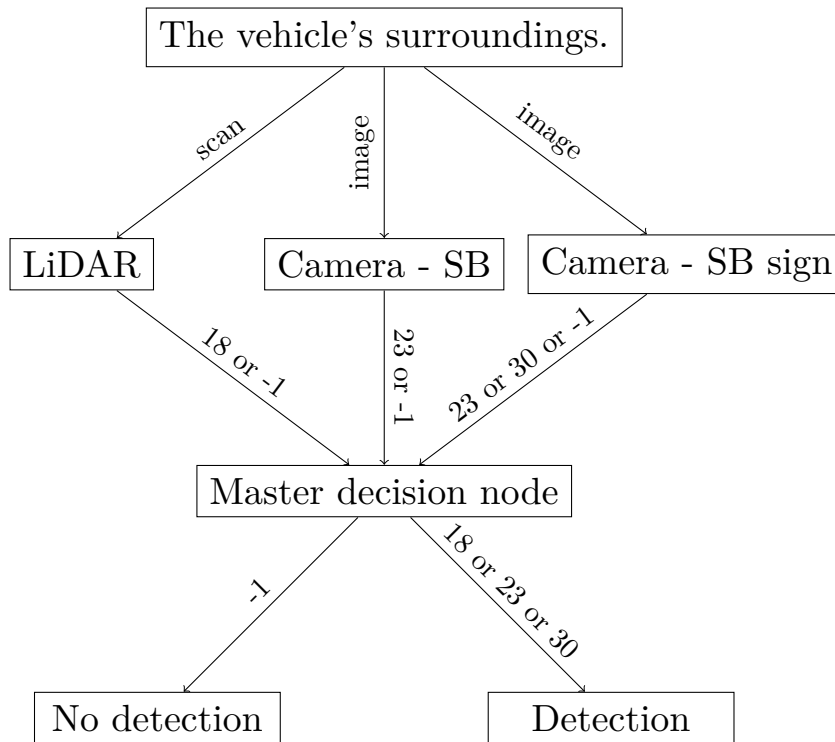 The vehicle's surroundings.
scan
image
image
LiDAR
Camera - SB
Camera - SB sign
18 or -1
23 or -1
23 or 30 or -1
Master decision node
-1
18 or 23 or 30
No detection
Detection